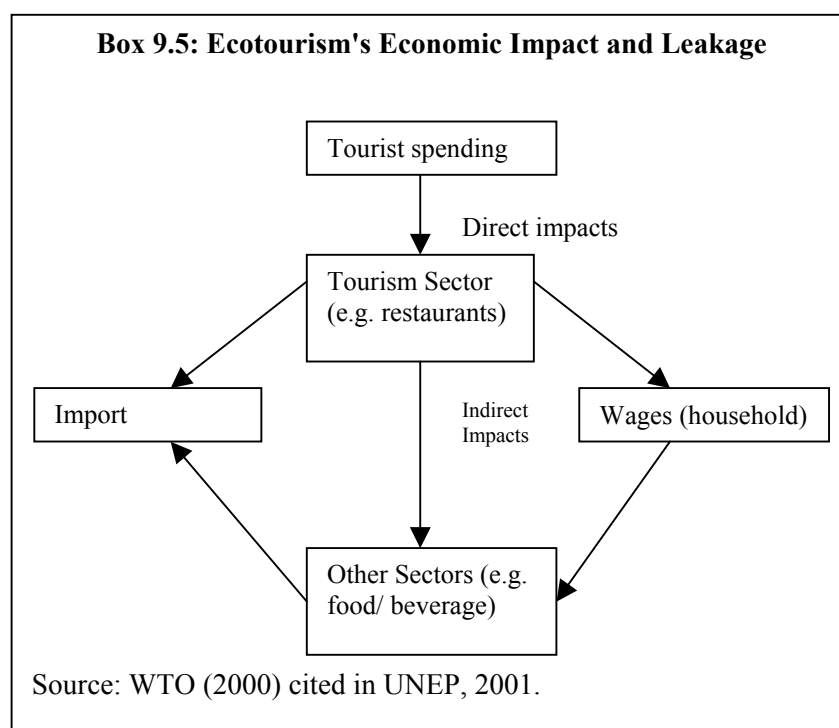 Box 9.5: Ecotourism's Economic Impact and Leakage
Tourist spending
Direct impacts
Tourism Sector
(e.g. restaurants)
Import
Indirect
Impacts
Wages (household)
Other Sectors (e.g.
food/ beverage)
Source: WTO (2000) cited in UNEP, 2001.